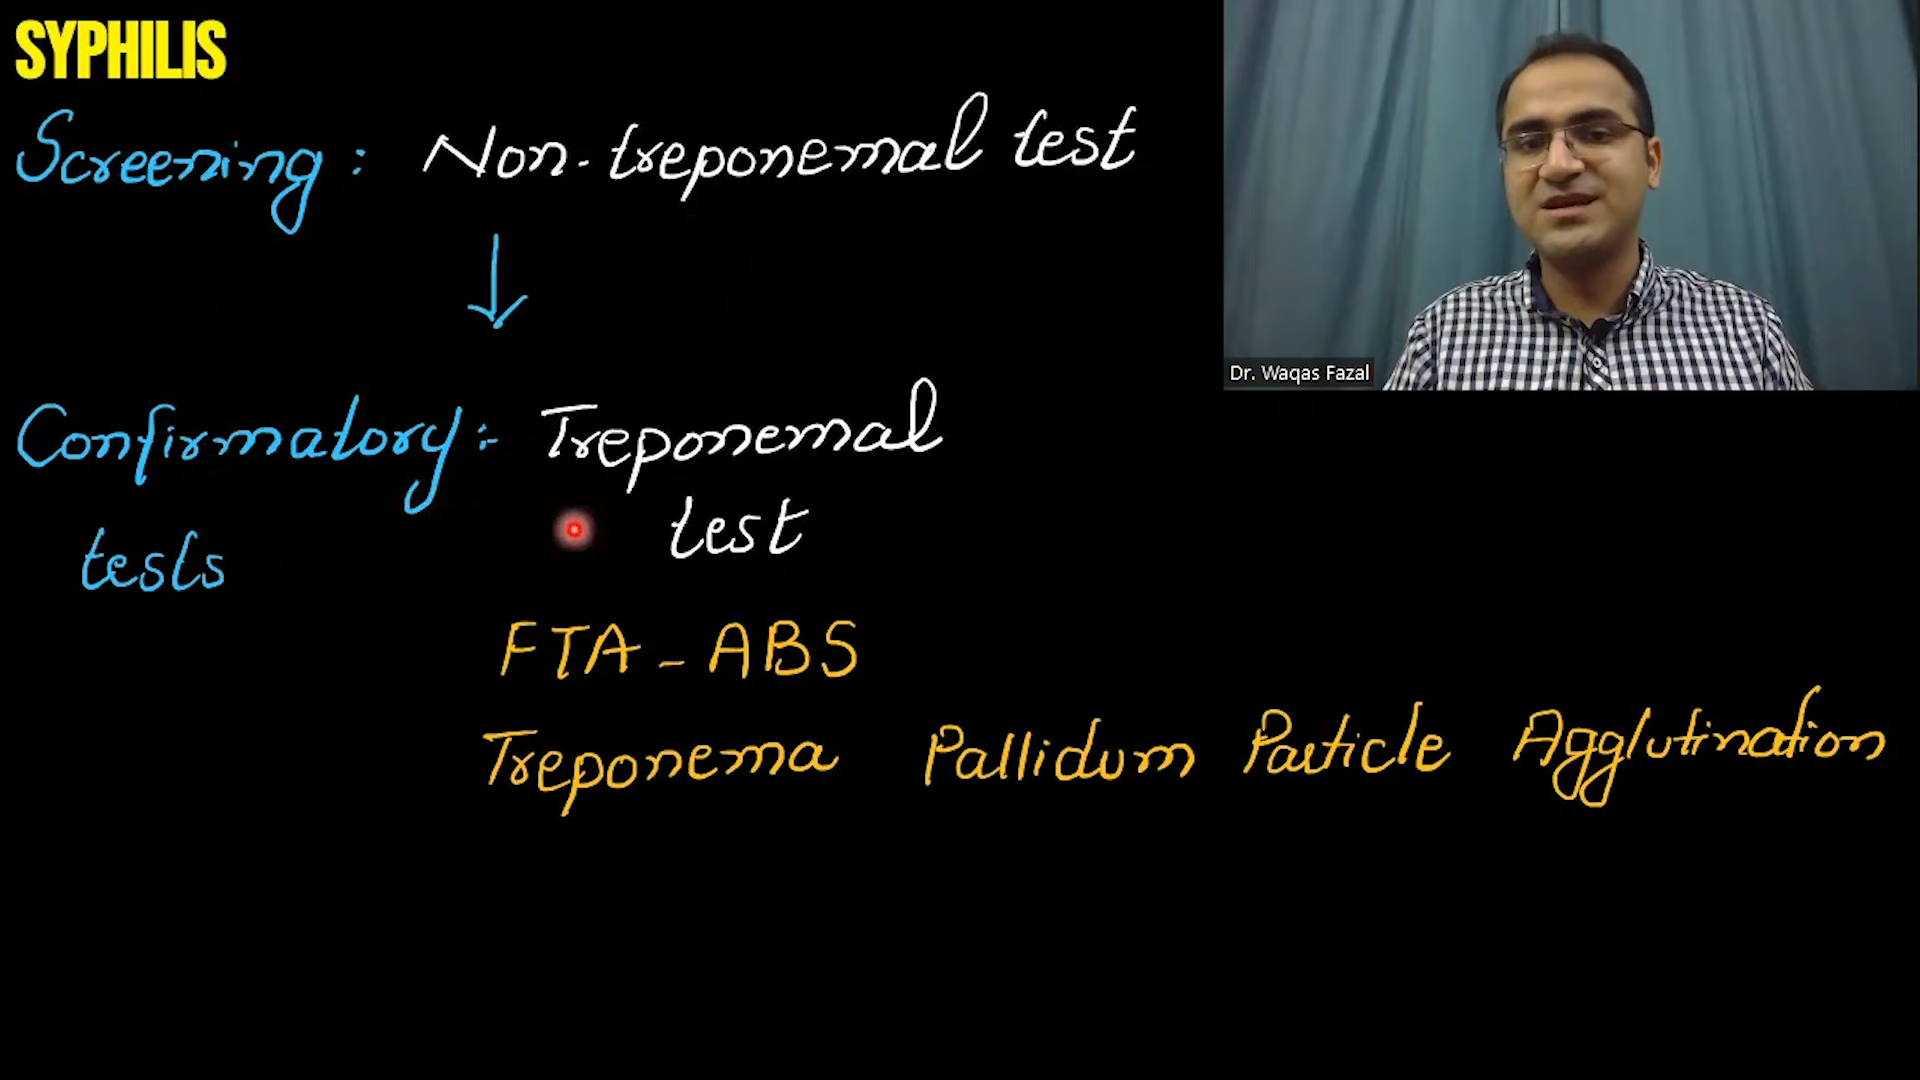 SYPHILIS
Screening : Non-treponemal test
Confirmatory :- Treponemal
tests test
FTA - ABS
Treponema Pallidum Particle Agglutination
Dr. Waqas Fazal